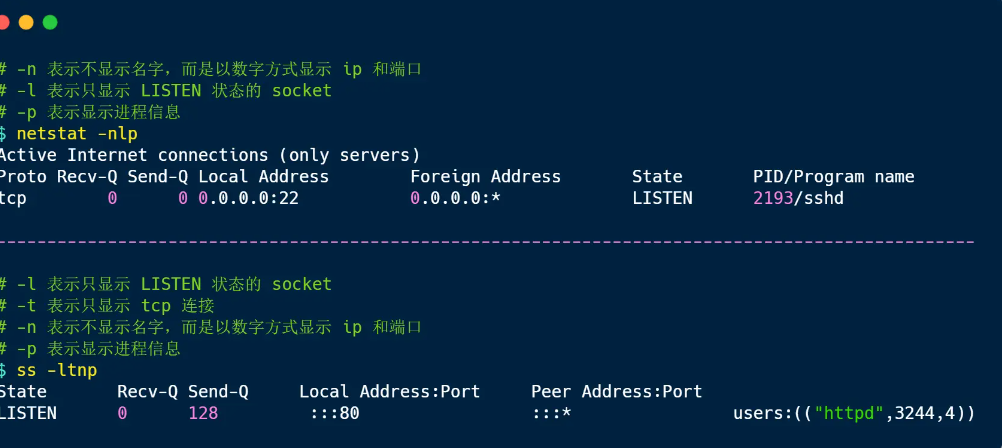 # -n 表示不显示名字，而是以数字方式显示 ip 和端口
# -l 表示只显示 LISTEN 状态的 socket
# -p 表示显示进程信息
$ netstat -nlp
Active Internet connections (only servers)
Proto Recv-Q Send-Q Local Address Foreign Address State PID/Program name
tcp 0 0 0.0.0.0:22 0.0.0.0:* LISTEN 2193/sshd
-------------------------------------------------------------------------------------------------
# -l 表示只显示 LISTEN 状态的 socket
# -t 表示只显示 tcp 连接
# -n 表示不显示名字，而是以数字方式显示 ip 和端口
# -p 表示显示进程信息
$ ss -ltnp
State Recv-Q Send-Q Local Address:Port Peer Address:Port
LISTEN 0 128 :::80 :::* users:(("httpd",3244,4))